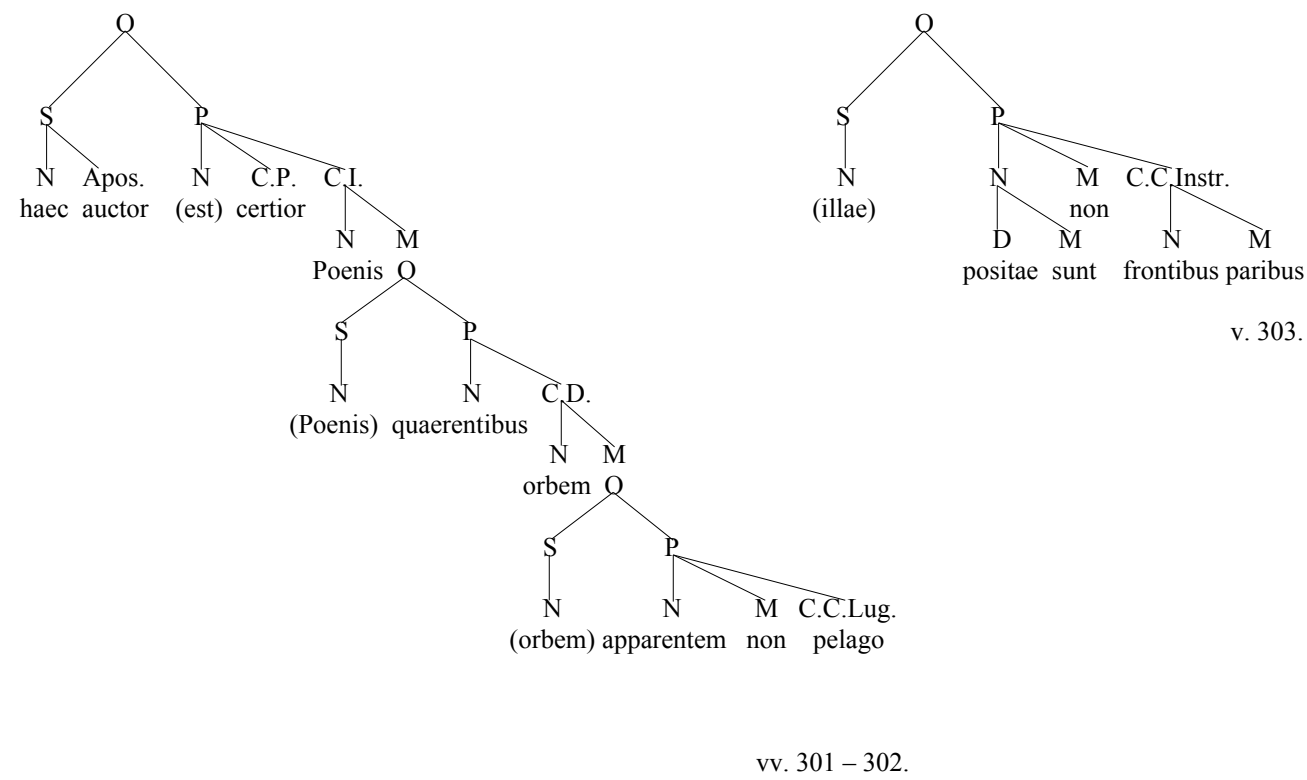 O O
S P S P
N Apos. N C.P. C.I. N N M C.C.Instr.
haec auctor (est) certior (illae) non
N M D M N M
Poenis O positae sunt frontibus paribus
S P v. 303.
N N C.D.
(Poenis) quaerentibus
N M
orbem O
S P
N N M C.C.Lug.
(orbem) apparentem non pelago
vv. 301 – 302.